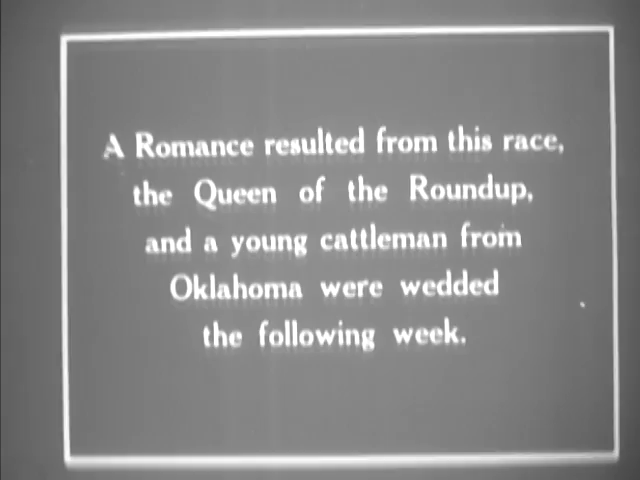 A Romance resulted from this race,
the Queen of the Roundup,
and a young cattleman from
Oklahoma were wedded
the following week.